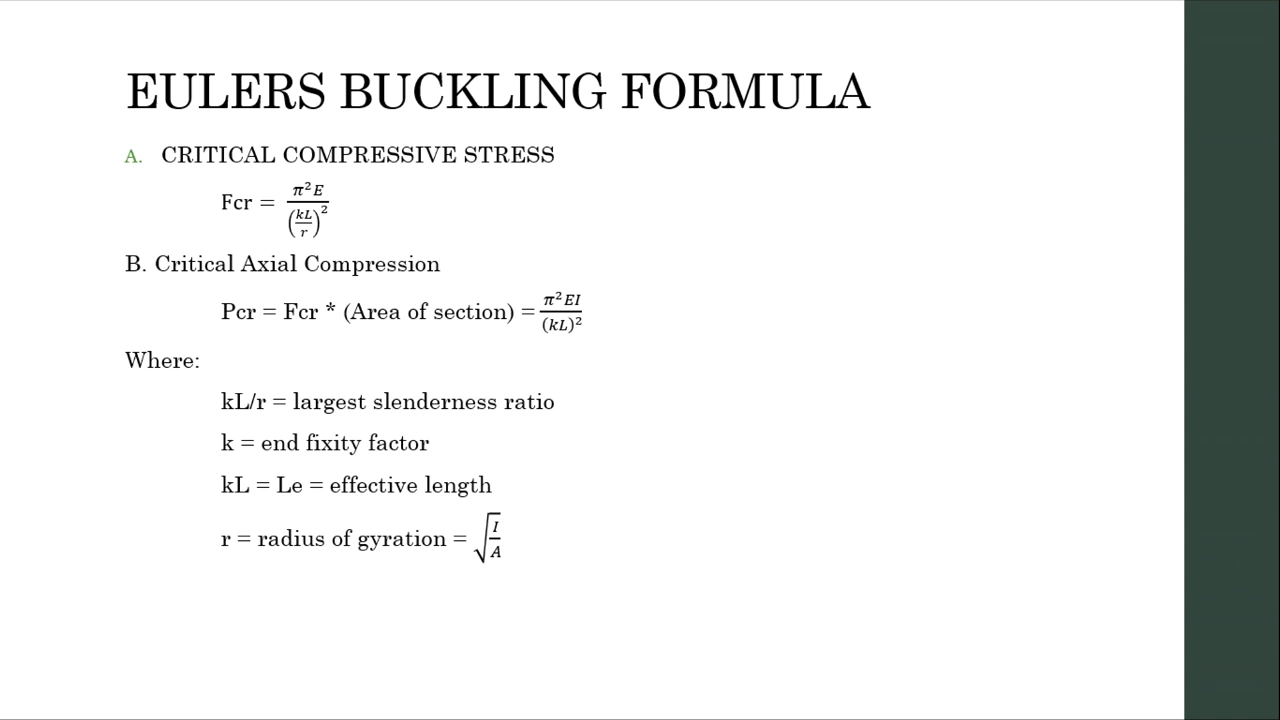 EULERS BUCKLING FORMULA
A. CRITICAL COMPRESSIVE STRESS
Fcr = π²E / (kL/r)²
B. Critical Axial Compression
Pcr = Fcr * (Area of section) = π²EI / (kL)²
Where:
kL/r = largest slenderness ratio
k = end fixity factor
kL = Le = effective length
r = radius of gyration = √(I/A)